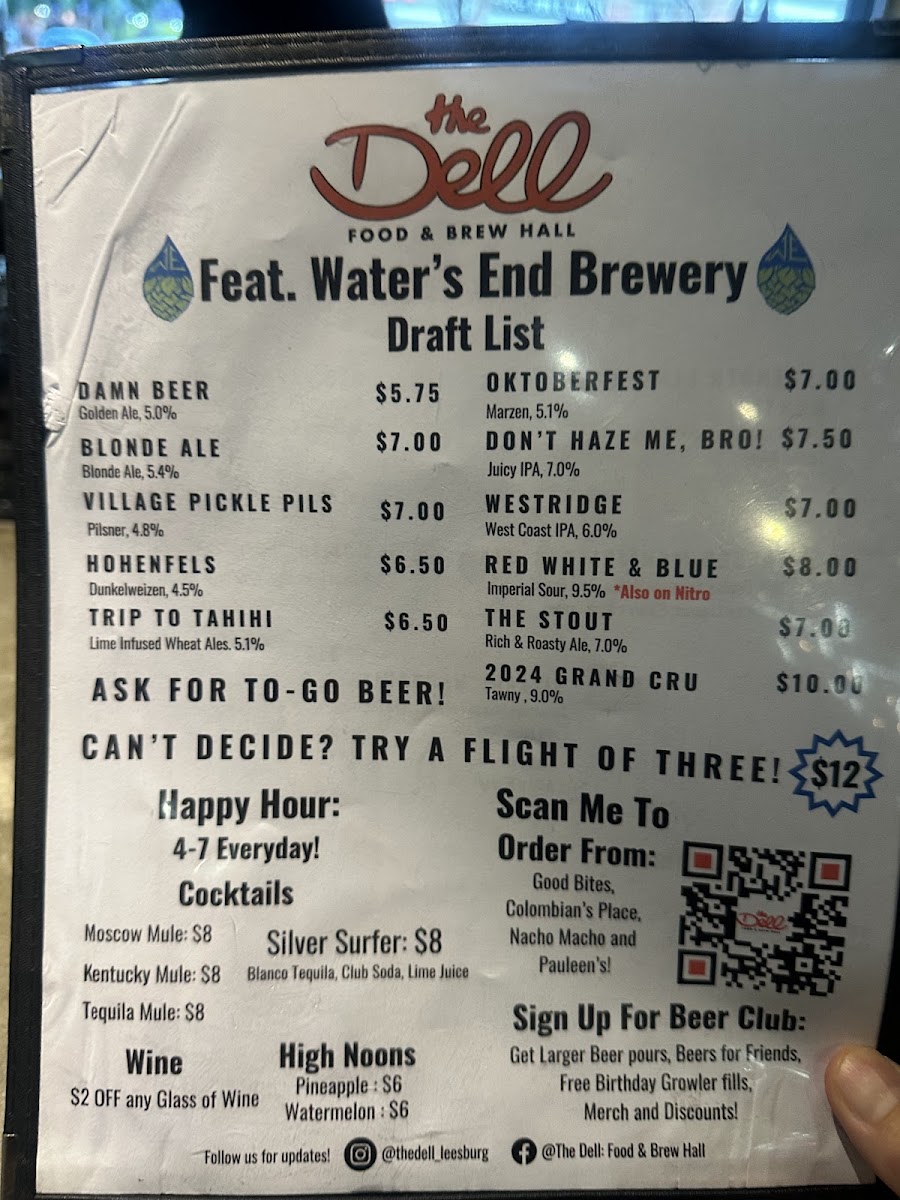 the
Dell
FOOD & BREW HALL
WE
WE
Feat. Water's End Brewery
Draft List
DAMN BEER $5.75
Golden Ale, 5.0%
BLONDE ALE $7.00
Blonde Ale, 5.4%
VILLAGE PICKLE PILS $7.00
Pilsner, 4.8%
HOHENFELS $6.50
Dunkelweizen, 4.5%
TRIP TO TAHIHI $6.50
Lime Infused Wheat Ales. 5.1%
ASK FOR TO-GO BEER!
OKTOBERFEST $7.00
Marzen, 5.1%
DON'T HAZE ME, BRO! $7.50
Juicy IPA, 7.0%
WESTRIDGE $7.00
West Coast IPA, 6.0%
RED WHITE & BLUE $8.00
Imperial Sour, 9.5% *Also on Nitro
THE STOUT $7.00
Rich & Roasty Ale, 7.0%
2024 GRAND CRU $10.00
Tawny , 9.0%
CAN'T DECIDE? TRY A FLIGHT OF THREE! $12
Happy Hour:
4-7 Everyday!
Cocktails
Moscow Mule: $8
Kentucky Mule: $8
Tequila Mule: $8
Silver Surfer: $8
Blanco Tequila, Club Soda, Lime Juice
Wine
$2 OFF any Glass of Wine
High Noons
Pineapple : $6
Watermelon : $6
Scan Me To
Order From:
Good Bites,
Colombian's Place,
Nacho Macho and
Pauleen's!
the
Dell
Sign Up For Beer Club:
Get Larger Beer pours, Beers for Friends,
Free Birthday Growler fills,
Merch and Discounts!
Follow us for updates! @thedell_leesburg @The Dell: Food & Brew Hall